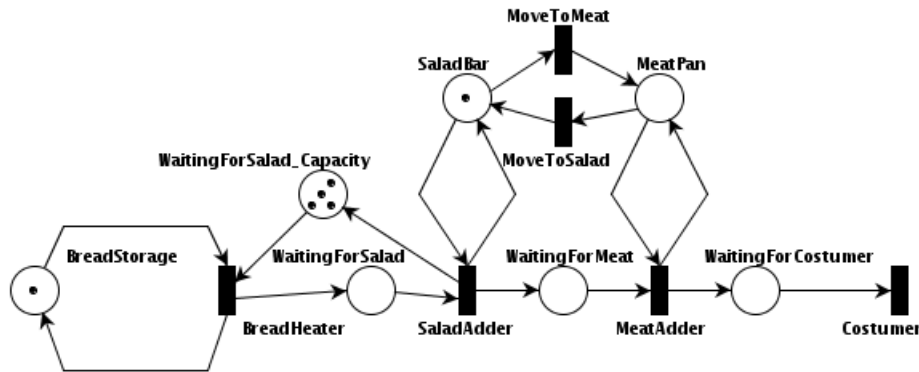 MoveToMeat
SaladBar
MeatPan
MoveToSalad
WaitingForSalad_Capacity
BreadStorage
WaitingForSalad
WaitingForMeat
WaitingForCostumer
BreadHeater
SaladAdder
MeatAdder
Costumer